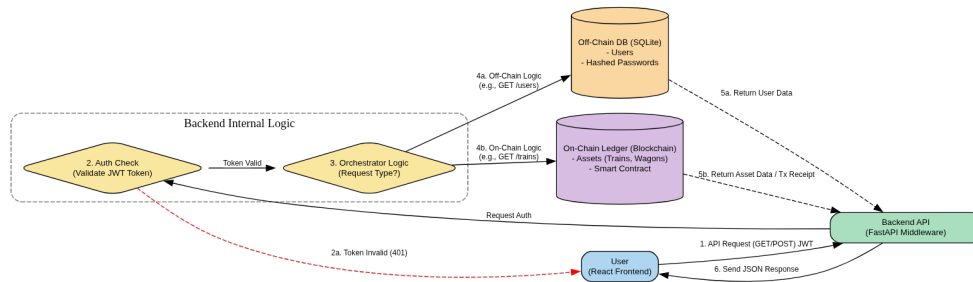 Off-Chain DB (SQLite)
- Users
- Hashed Passwords
4a. Off-Chain Logic
(e.g., GET /users)
5a. Return User Data
Backend Internal Logic
2. Auth Check
(Validate JWT Token)
Token Valid
3. Orchestrator Logic
(Request Type?)
4b. On-Chain Logic
(e.g., GET /trains)
On-Chain Ledger (Blockchain)
- Assets (Trains, Wagons)
- Smart Contract
5b. Return Asset Data / Tx Receipt
Request Auth
Backend API
(FastAPI Middleware)
1. API Request (GET/POST) JWT
2a. Token Invalid (401)
User
(React Frontend)
6. Send JSON Response